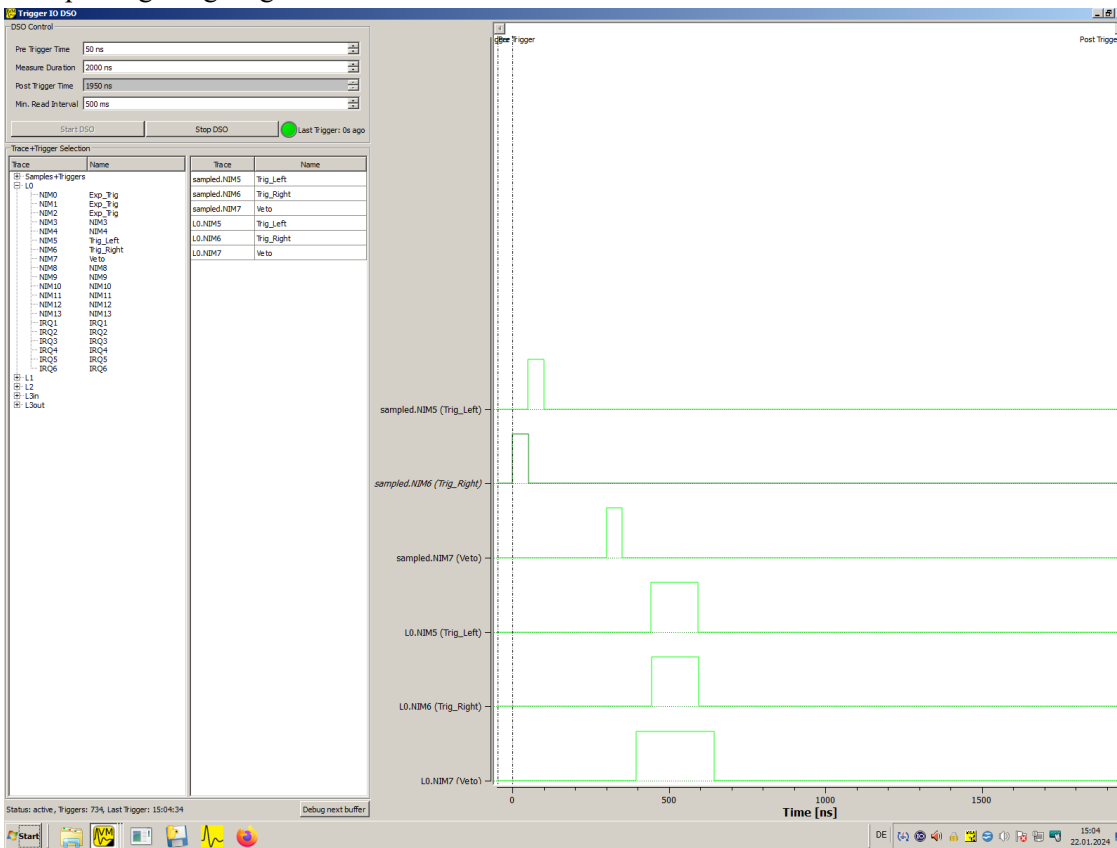 Trigger IO DSO
DSO Control
Pre Trigger Time 50 ns
Measure Duration 2000 ns
Post Trigger Time 1950 ns
Min. Read Interval 500 ms
Start DSO Stop DSO Last Trigger: 0s ago
Trace+Trigger Selection
Trace Name
Samples+Triggers
L0
NIM0 Exp_Trig
NIM1 Exp_Trig
NIM2 Exp_Trig
NIM3 NIM3
NIM4 NIM4
NIM5 Trig_Left
NIM6 Trig_Right
NIM7 Veto
NIM8 NIM8
NIM9 NIM9
NIM10 NIM10
NIM11 NIM11
NIM12 NIM12
NIM13 NIM13
IRQ1 IRQ1
IRQ2 IRQ2
IRQ3 IRQ3
IRQ4 IRQ4
IRQ5 IRQ5
IRQ6 IRQ6
L1
L2
L3in
L3out
Trace Name
sampled.NIM5 Trig_Left
sampled.NIM6 Trig_Right
sampled.NIM7 Veto
L0.NIM5 Trig_Left
L0.NIM6 Trig_Right
L0.NIM7 Veto
Trigger
Post Trigge
sampled.NIM5 (Trig_Left)
sampled.NIM6 (Trig_Right)
sampled.NIM7 (Veto)
L0.NIM5 (Trig_Left)
L0.NIM6 (Trig_Right)
L0.NIM7 (Veto)
0 500 1000 1500
Time [ns]
Status: active, Triggers: 734, Last Trigger: 15:04:34 Debug next buffer
Start
DE
15:04
22.01.2024